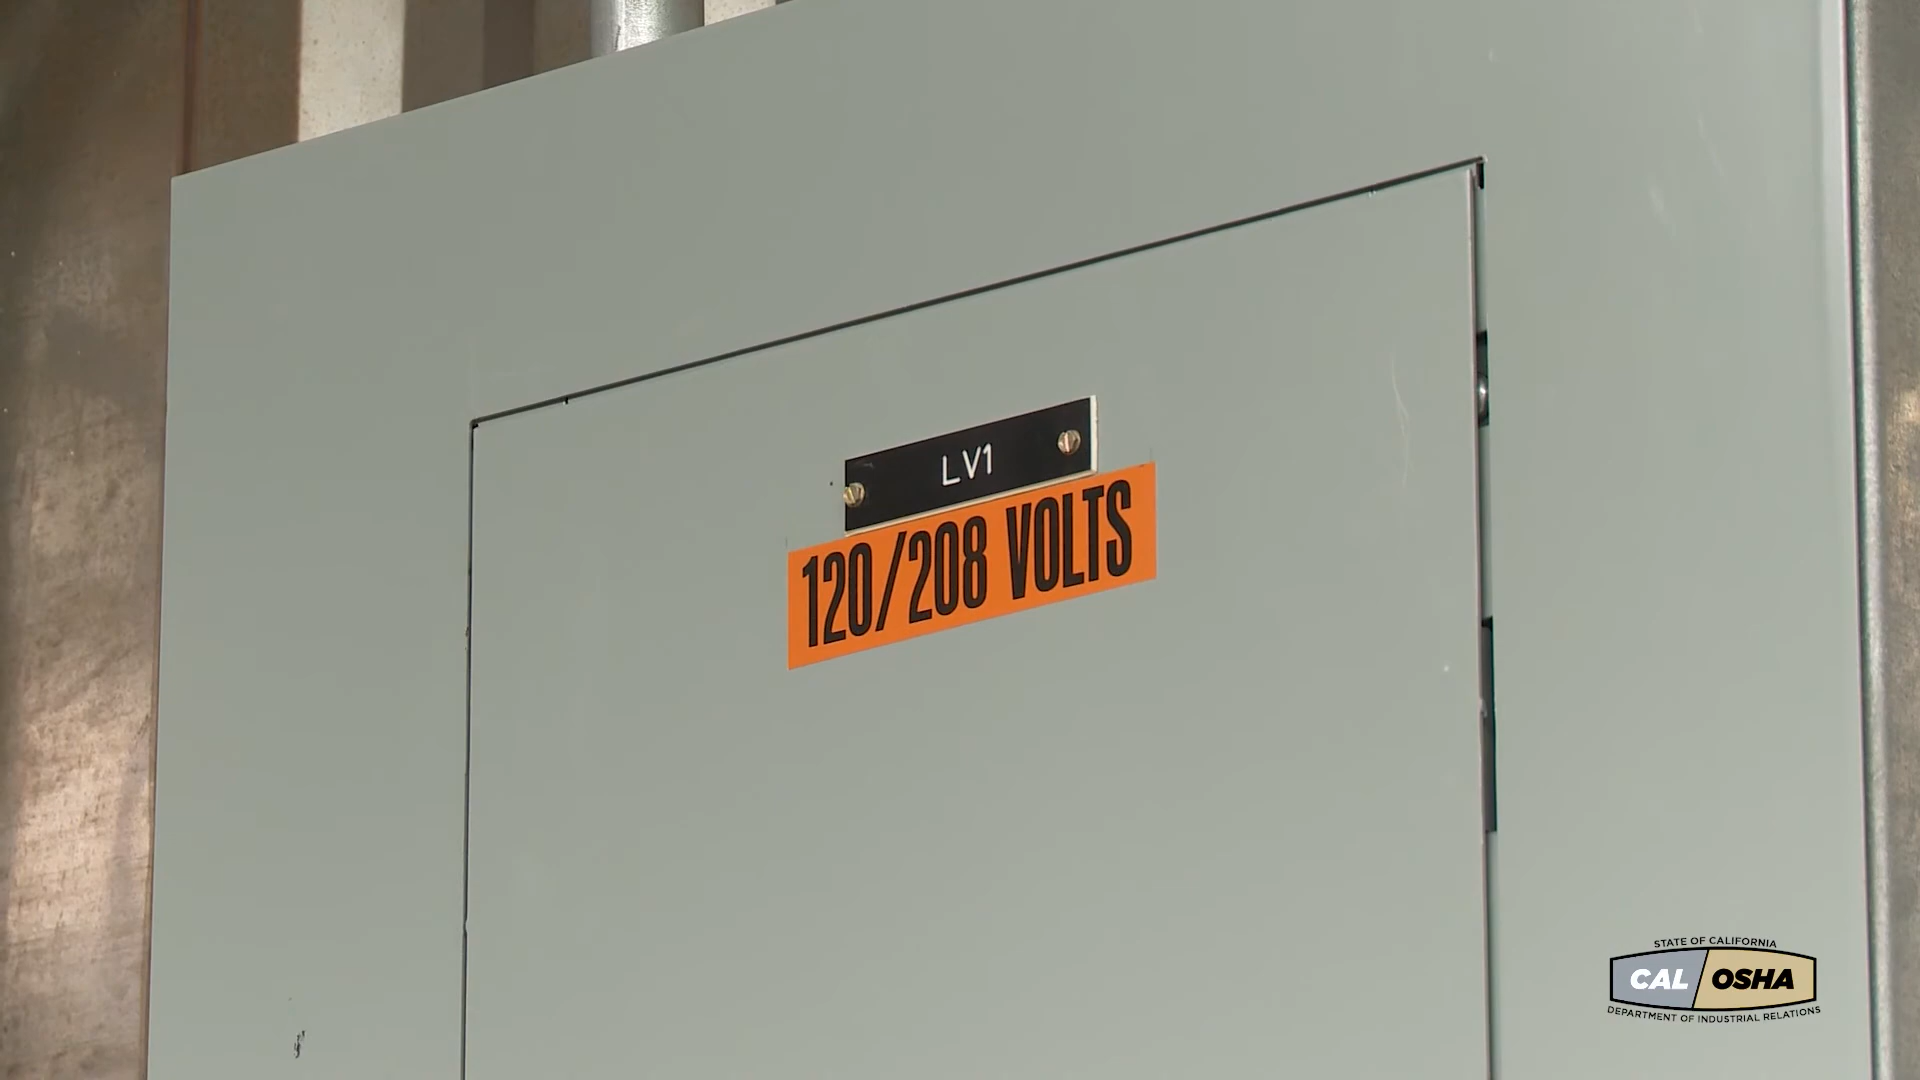 LV1
120/208 VOLTS
STATE OF CALIFORNIA
CAL OSHA
DEPARTMENT OF INDUSTRIAL RELATIONS